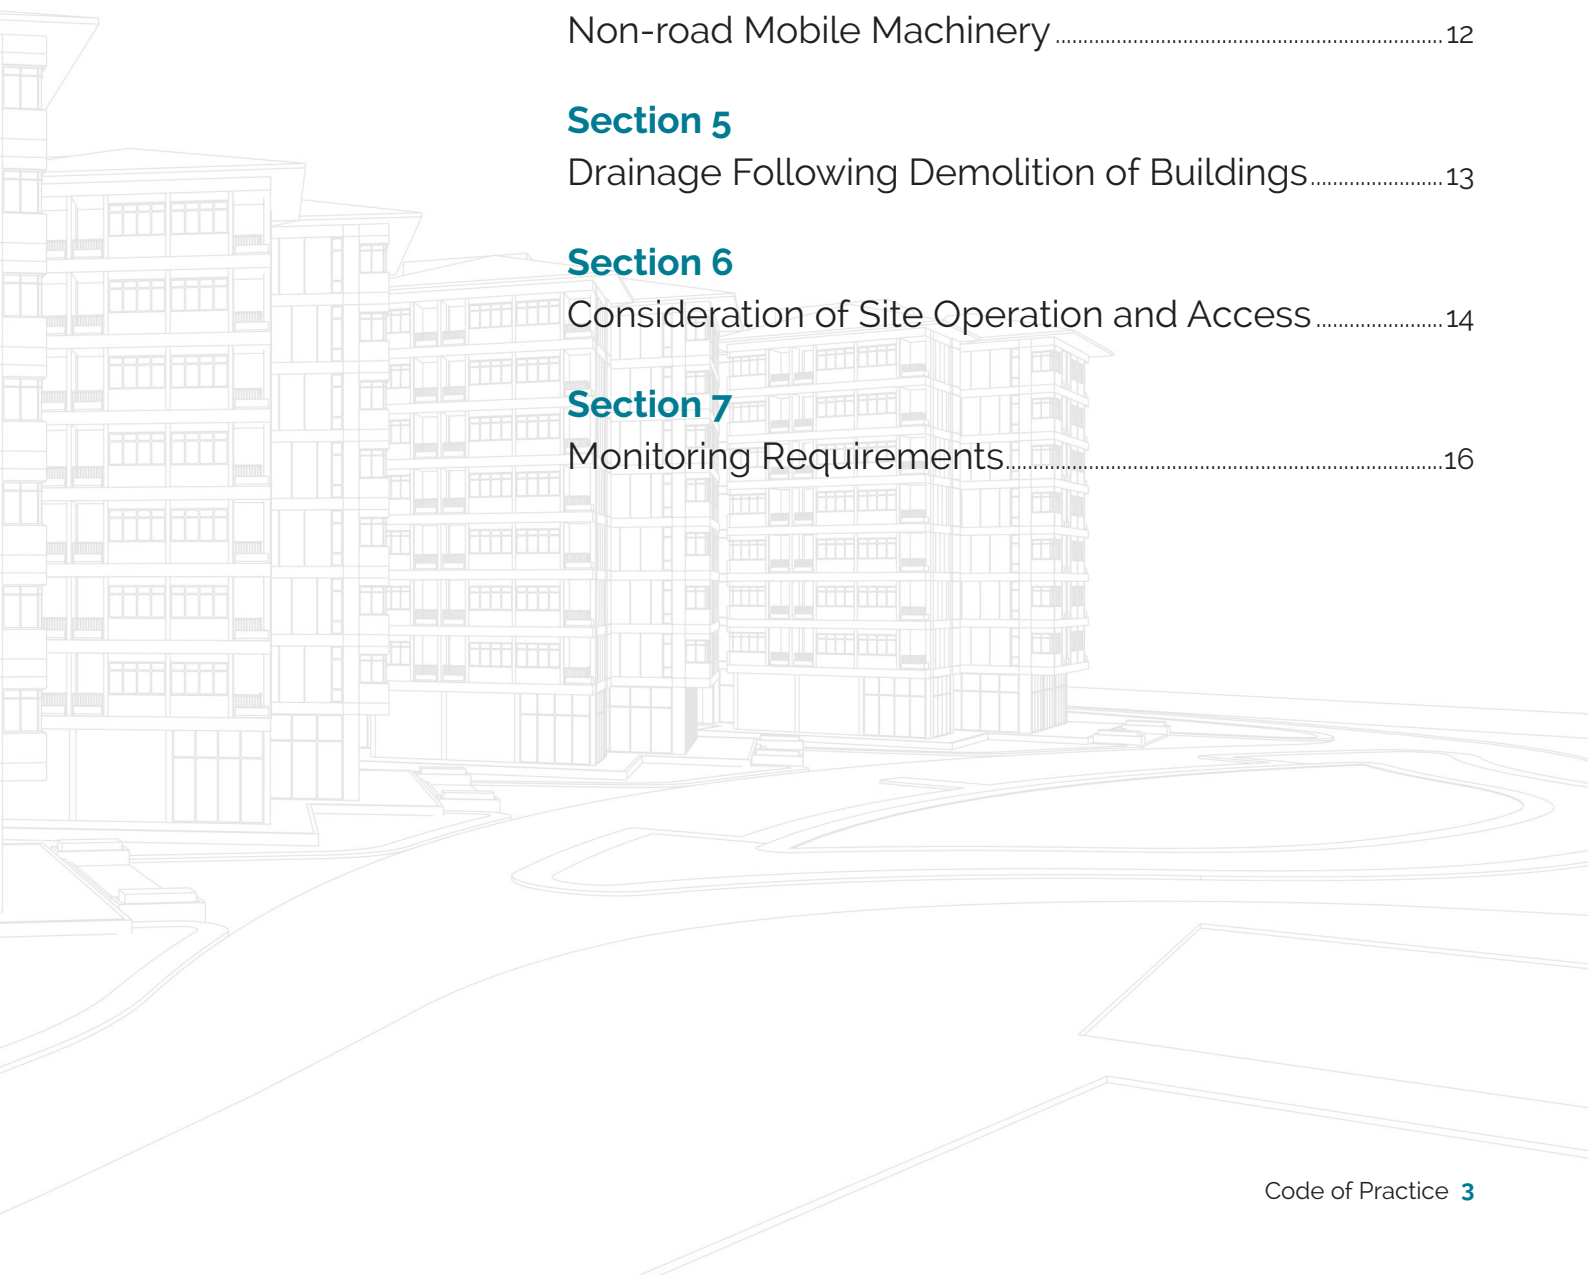 Non-road Mobile Machinery 12
Section 5
Drainage Following Demolition of Buildings 13
Section 6
Consideration of Site Operation and Access 14
Section 7
Monitoring Requirements 16
Code of Practice 3